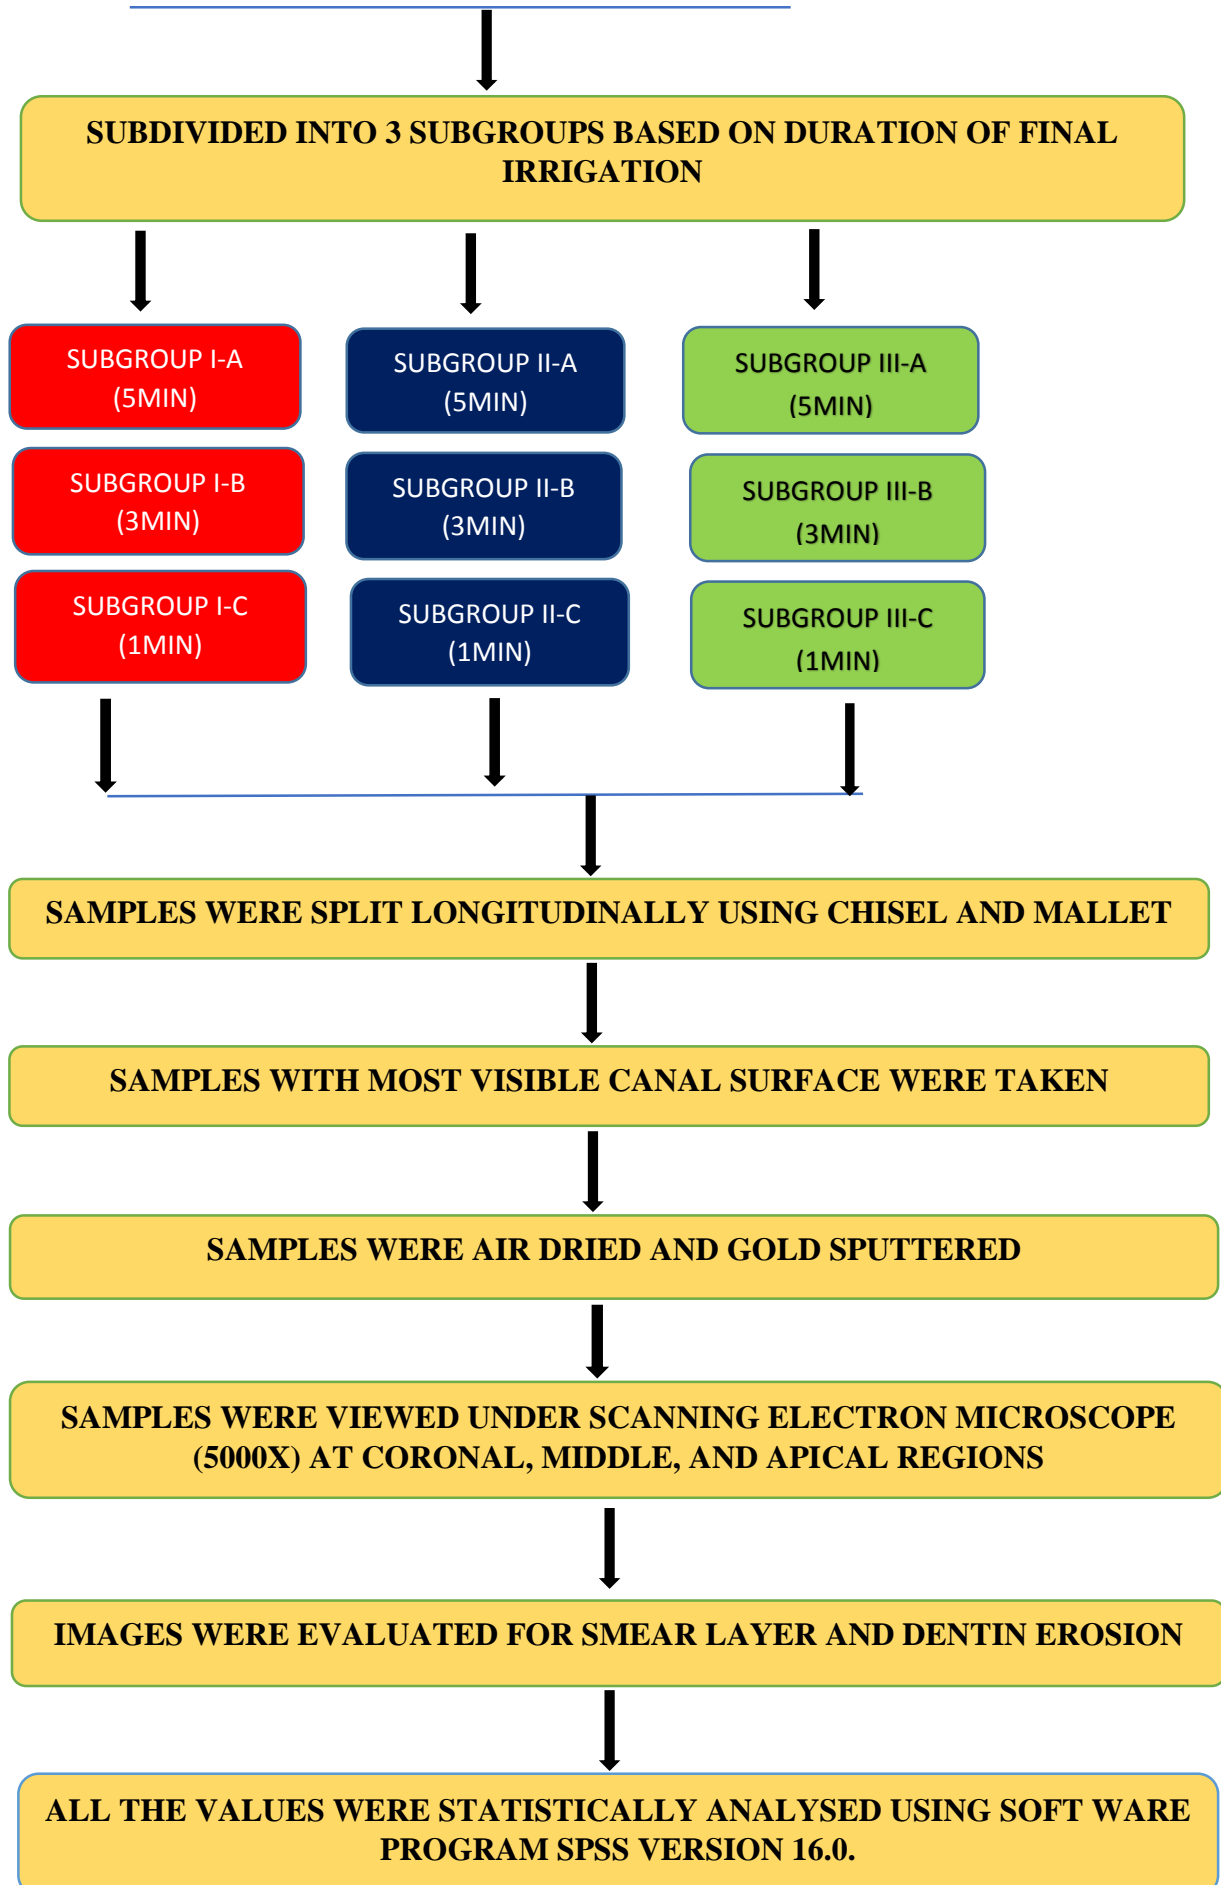 SUBDIVIDED INTO 3 SUBGROUPS BASED ON DURATION OF FINAL
IRRIGATION
SUBGROUP I-A
(5MIN)
SUBGROUP II-A
(5MIN)
SUBGROUP III-A
(5MIN)
SUBGROUP I-B
(3MIN)
SUBGROUP II-B
(3MIN)
SUBGROUP III-B
(3MIN)
SUBGROUP I-C
(1MIN)
SUBGROUP II-C
(1MIN)
SUBGROUP III-C
(1MIN)
SAMPLES WERE SPLIT LONGITUDINALLY USING CHISEL AND MALLET
SAMPLES WITH MOST VISIBLE CANAL SURFACE WERE TAKEN
SAMPLES WERE AIR DRIED AND GOLD SPUTTERED
SAMPLES WERE VIEWED UNDER SCANNING ELECTRON MICROSCOPE
(5000X) AT CORONAL, MIDDLE, AND APICAL REGIONS
IMAGES WERE EVALUATED FOR SMEAR LAYER AND DENTIN EROSION
ALL THE VALUES WERE STATISTICALLY ANALYSED USING SOFT WARE
PROGRAM SPSS VERSION 16.0.